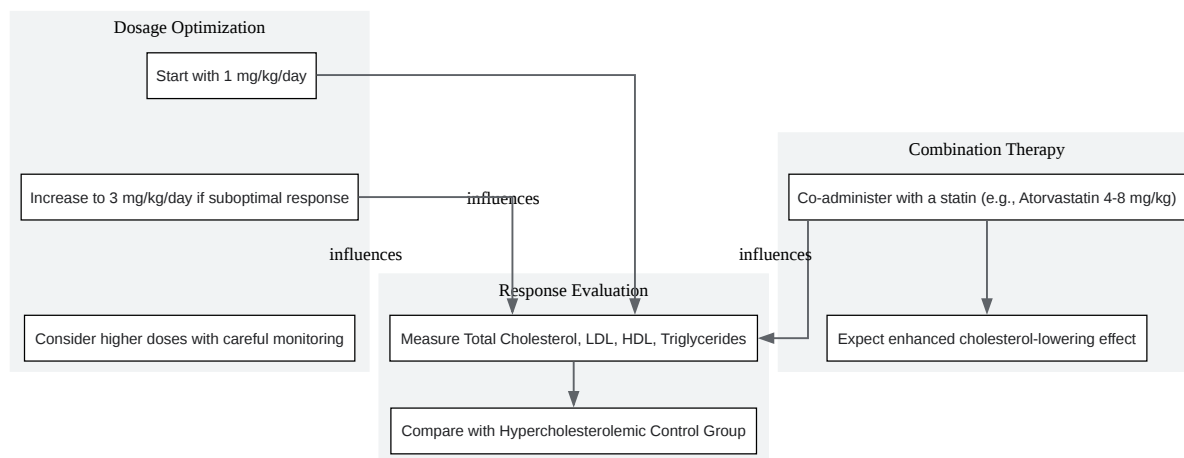 Dosage Optimization
Start with 1 mg/kg/day
Increase to 3 mg/kg/day if suboptimal response
Consider higher doses with careful monitoring
influences
influences
influences
Response Evaluation
Measure Total Cholesterol, LDL, HDL, Triglycerides
Compare with Hypercholesterolemic Control Group
Combination Therapy
Co-administer with a statin (e.g., Atorvastatin 4-8 mg/kg)
Expect enhanced cholesterol-lowering effect